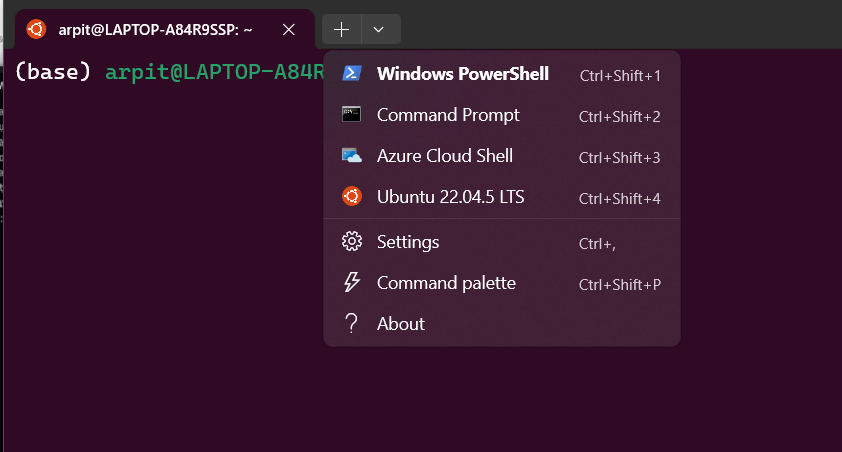 arpit@LAPTOP-A84R9SSP: ~
(base) arpit@LAPTOP-A84R
Windows PowerShell Ctrl+Shift+1
Command Prompt Ctrl+Shift+2
Azure Cloud Shell Ctrl+Shift+3
Ubuntu 22.04.5 LTS Ctrl+Shift+4
Settings Ctrl+,
Command palette Ctrl+Shift+P
About